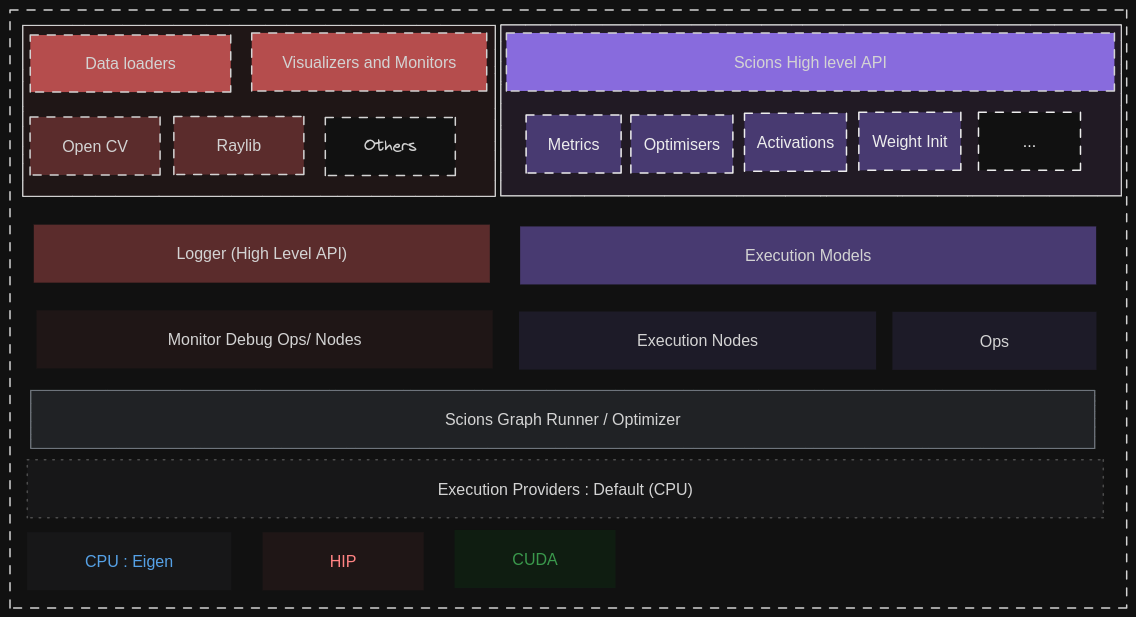 Data loaders
Visualizers and Monitors
Scions High level API
Open CV
Raylib
Others
Metrics
Optimisers
Activations
Weight Init
...
Logger (High Level API)
Execution Models
Monitor Debug Ops/ Nodes
Execution Nodes
Ops
Scions Graph Runner / Optimizer
Execution Providers : Default (CPU)
CPU : Eigen
HIP
CUDA